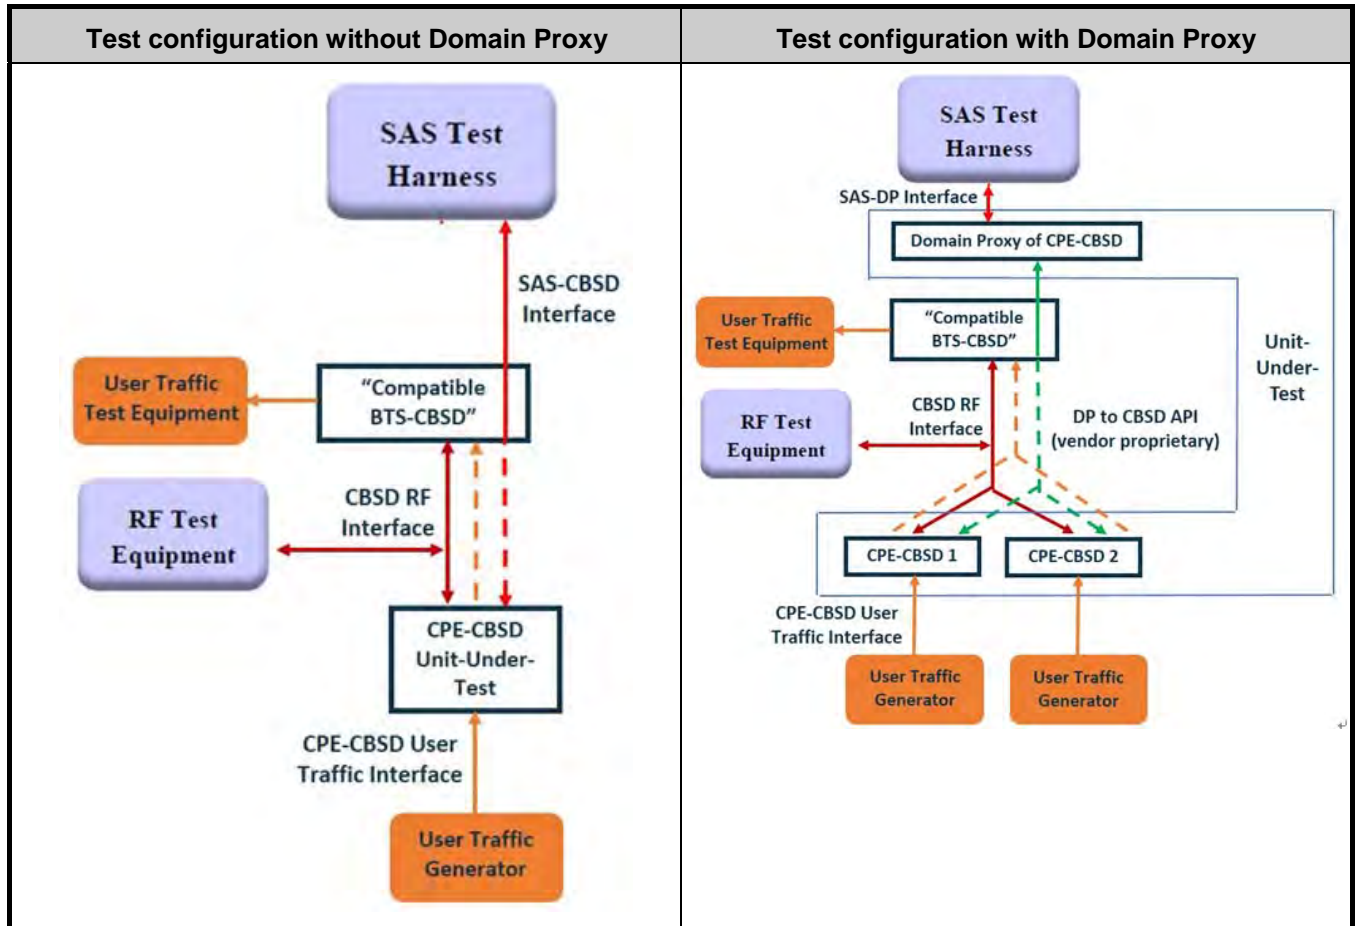 Test configuration without Domain Proxy
Test configuration with Domain Proxy
SAS Test
Harness
SAS-CBSD
Interface
User Traffic
Test Equipment
“Compatible
BTS-CBSD”
RF Test
Equipment
CBSD RF
Interface
CPE-CBSD
Unit-Under-
Test
CPE-CBSD User
Traffic Interface
User Traffic
Generator
SAS Test
Harness
SAS-DP Interface
Domain Proxy of CPE-CBSD
User Traffic
Test Equipment
“Compatible
BTS-CBSD”
Unit-
Under-
Test
RF Test
Equipment
CBSD RF
Interface
DP to CBSD API
(vendor proprietary)
CPE-CBSD 1
CPE-CBSD 2
CPE-CBSD User
Traffic Interface
User Traffic
Generator
User Traffic
Generator